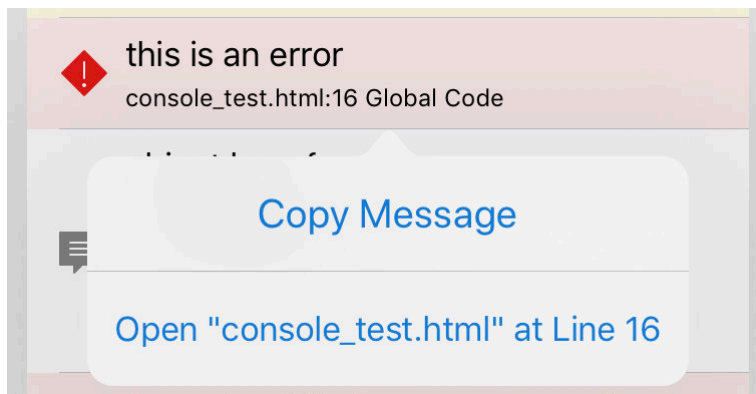 this is an error
console_test.html:16 Global Code
Copy Message
Open "console_test.html" at Line 16